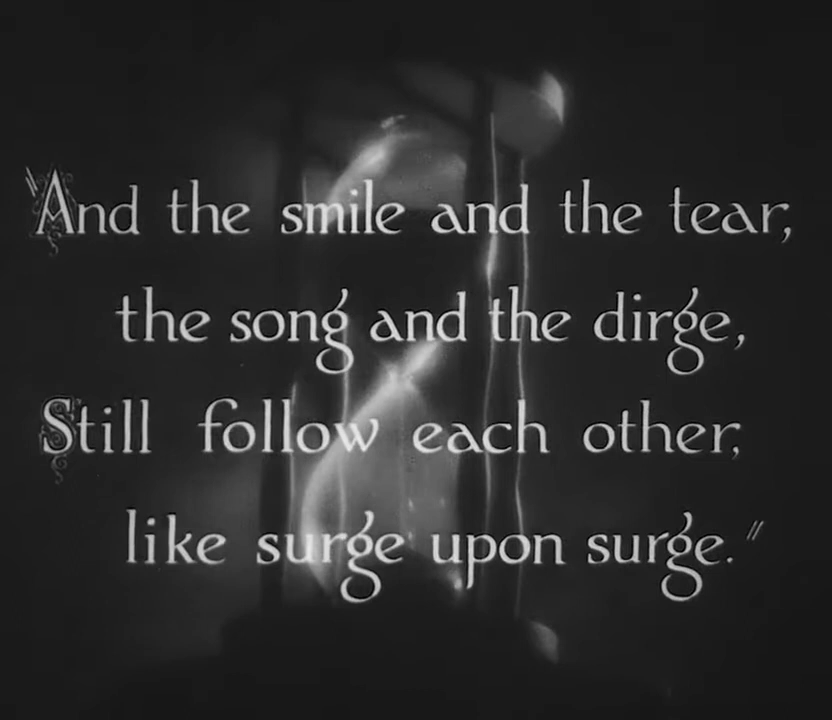 "And the smile and the tear,
the song and the dirge,
Still follow each other,
like surge upon surge."